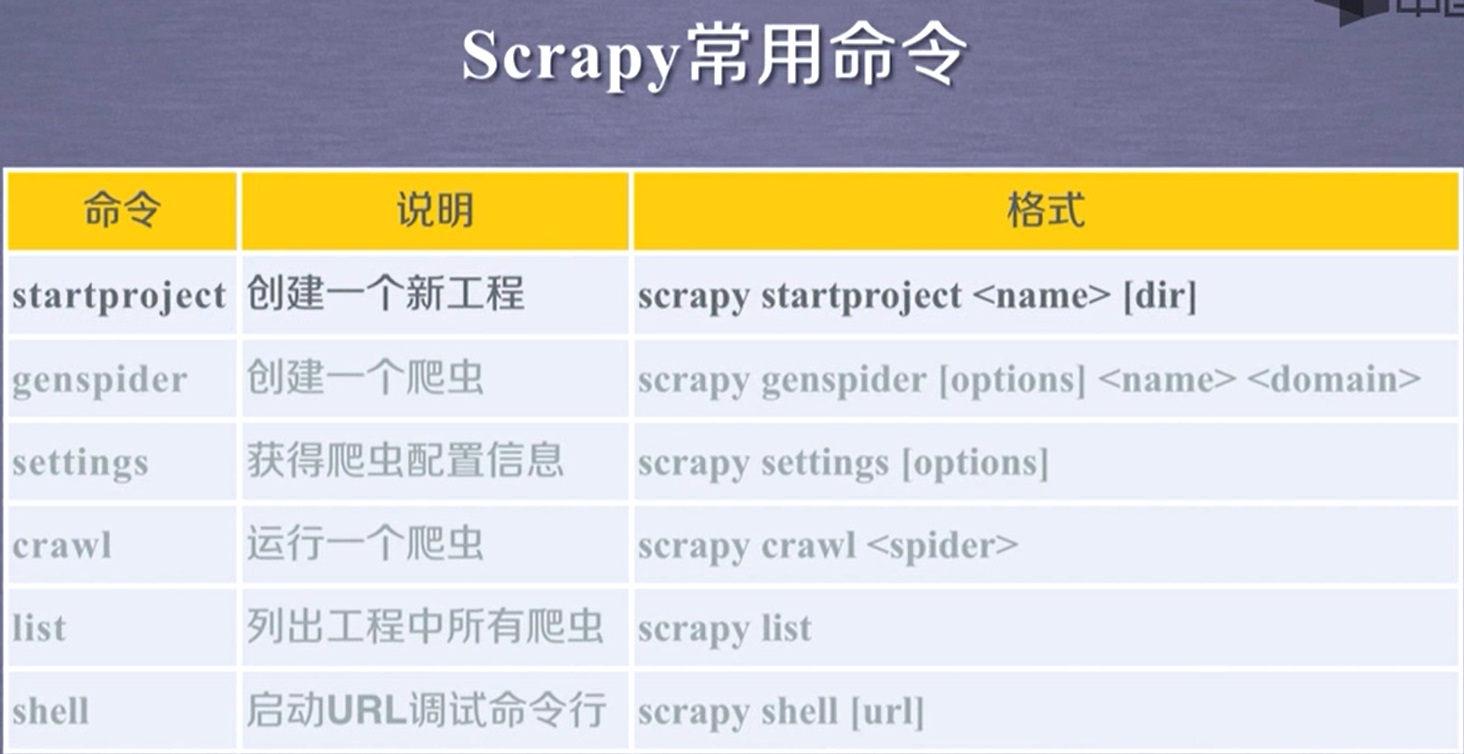 Scrapy常用命令
命令 说明 格式
startproject 创建一个新工程 scrapy startproject <name> [dir]
genspider 创建一个爬虫 scrapy genspider [options] <name> <domain>
settings 获得爬虫配置信息 scrapy settings [options]
crawl 运行一个爬虫 scrapy crawl <spider>
list 列出工程中所有爬虫 scrapy list
shell 启动URL调试命令行 scrapy shell [url]